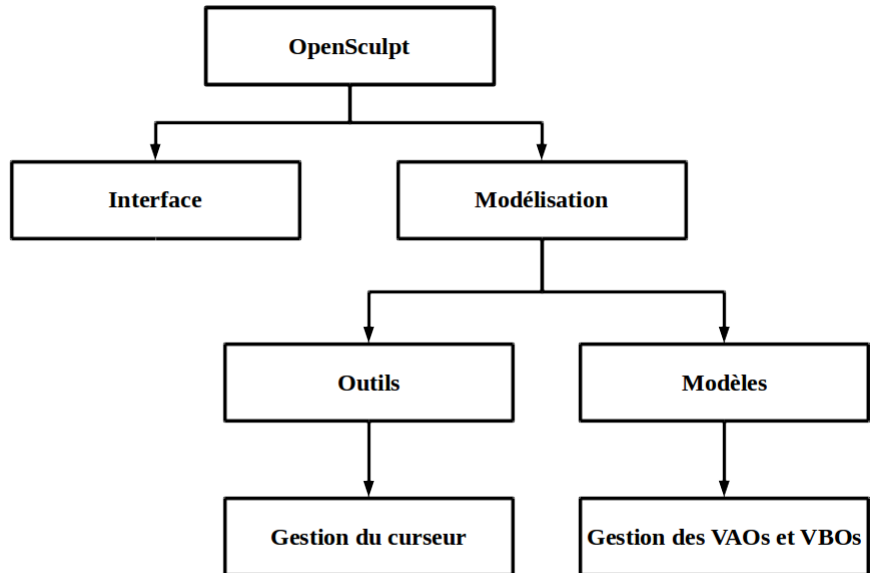 OpenSculpt
Interface
Modélisation
Outils
Modèles
Gestion du curseur
Gestion des VAOs et VBOs